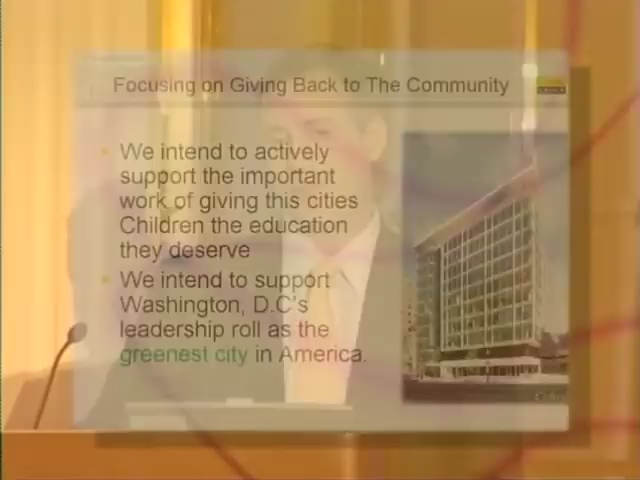 Focusing on Giving Back to The Community
We intend to actively
support the important
work of giving this cities
Children the education
they deserve
We intend to support
Washington, D.C's
leadership roll as the
greenest city in America.